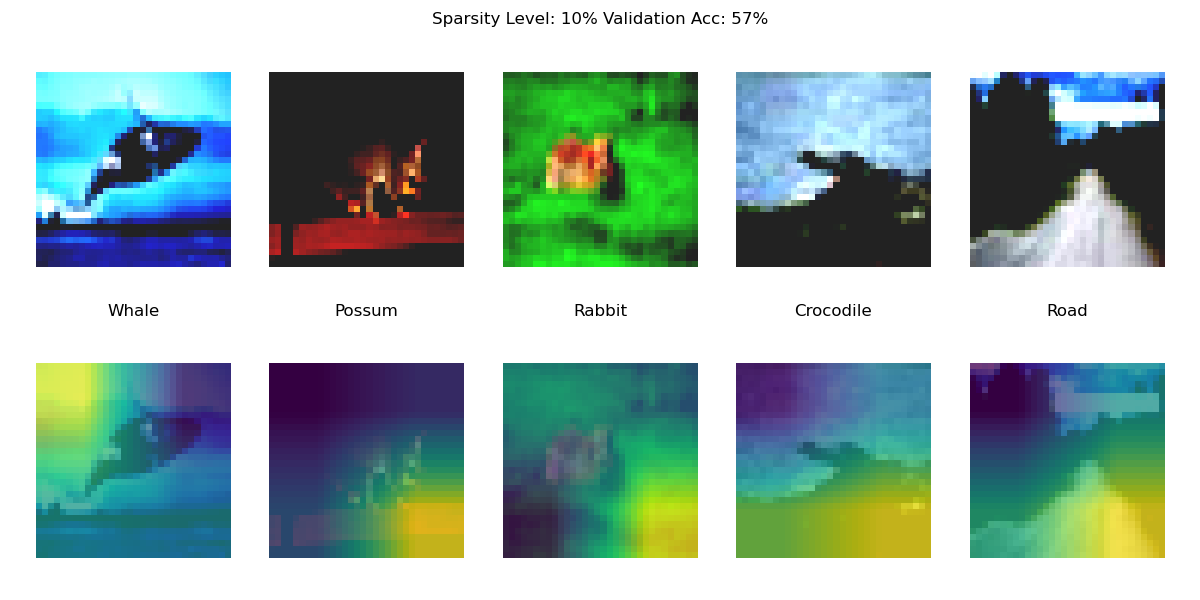 Sparsity Level: 10% Validation Acc: 57%
Whale
Possum
Rabbit
Crocodile
Road